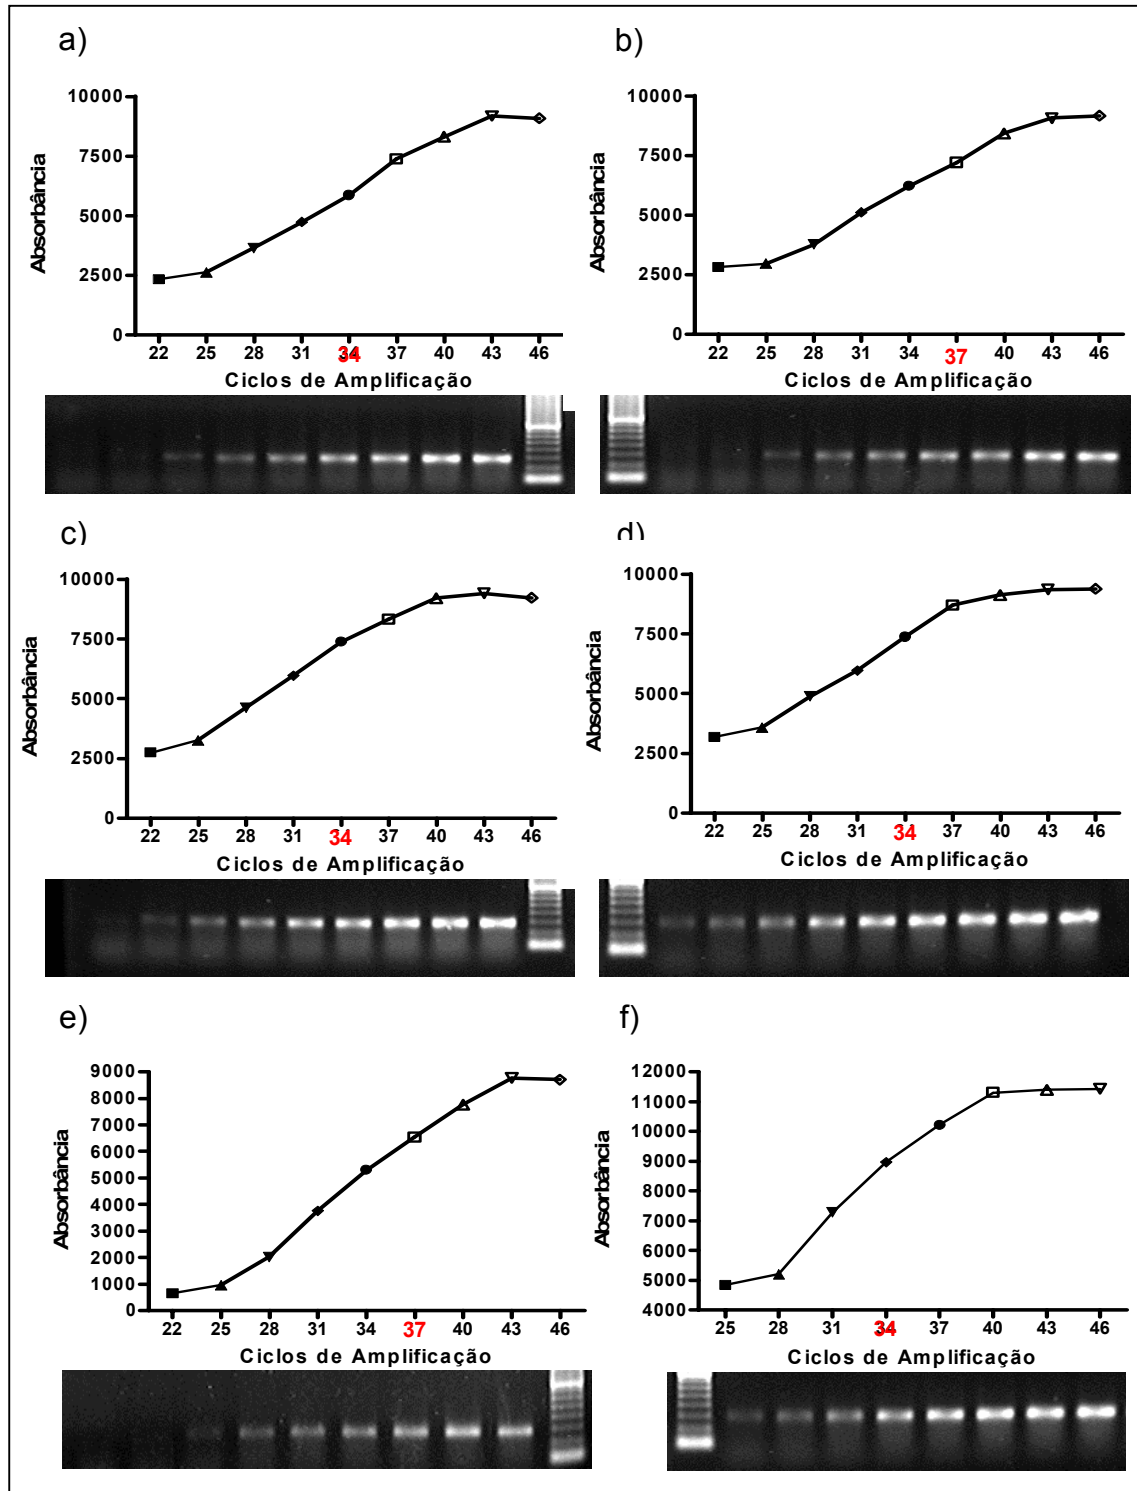 a)
10000
7500
5000
2500
0
Absorbância
22 25 28 31 34 37 40 43 46
Ciclos de Amplificação
b)
10000
7500
5000
2500
0
Absorbância
22 25 28 31 34 37 40 43 46
Ciclos de Amplificação
c)
10000
7500
5000
2500
0
Absorbância
22 25 28 31 34 37 40 43 46
Ciclos de Amplificação
d)
10000
7500
5000
2500
0
Absorbância
22 25 28 31 34 37 40 43 46
Ciclos de Amplificação
e)
9000
8000
7000
6000
5000
4000
3000
2000
1000
0
Absorbância
22 25 28 31 34 37 40 43 46
Ciclos de Amplificação
f)
12000
11000
10000
9000
8000
7000
6000
5000
4000
Absorbância
25 28 31 34 37 40 43 46
Ciclos de Amplificação